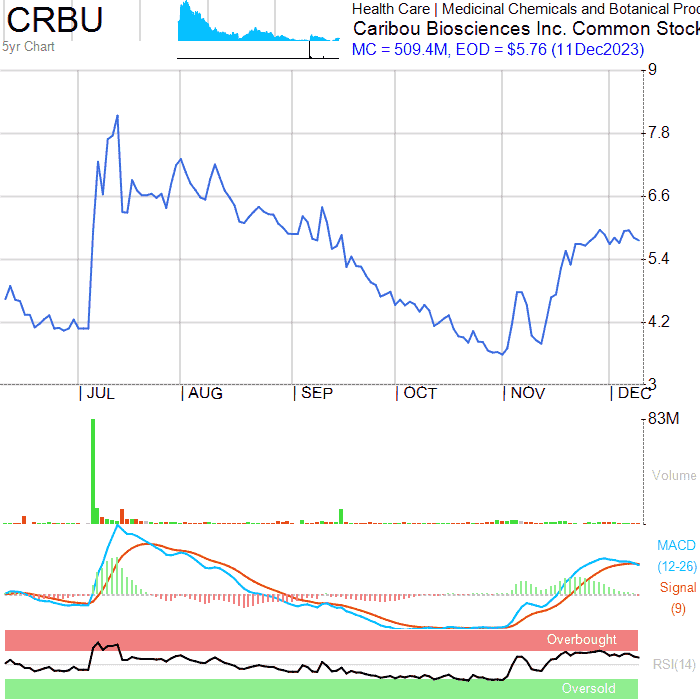 CRBU
5yr Chart
Health Care | Medicinal Chemicals and Botanical Proc
Caribou Biosciences Inc. Common Stock
MC = 509.4M, EOD = $5.76 (11Dec2023)
9
7.8
6.6
5.4
4.2
3
JUL AUG SEP OCT NOV DEC
83M
Volume
MACD
(12-26)
Signal
(9)
Overbought
RSI(14)
Oversold